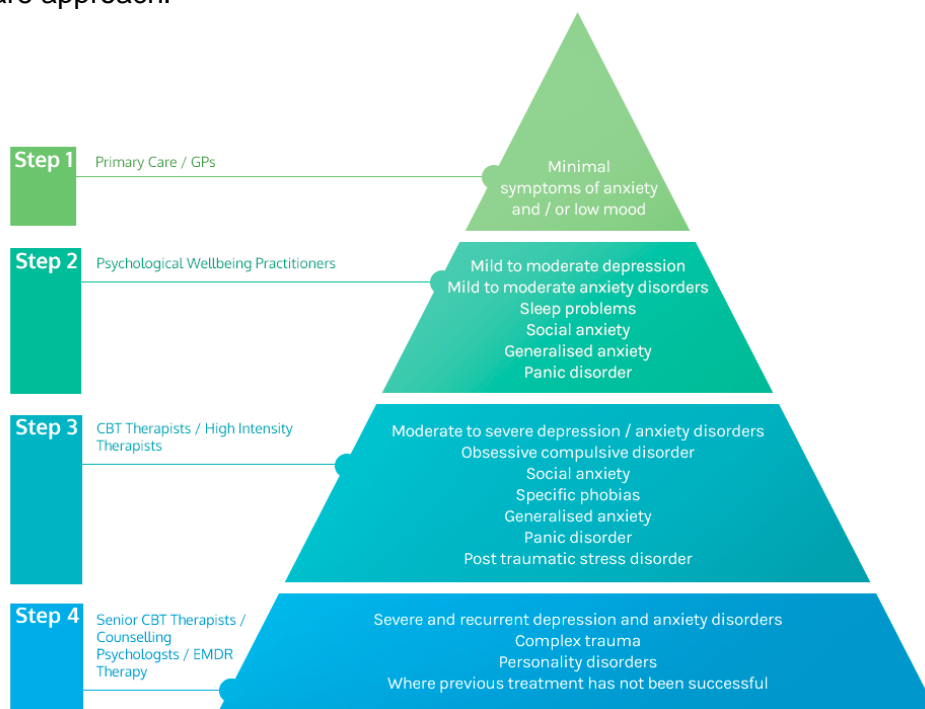 are approach.
Step 1
Primary Care / GPs
Minimal
symptoms of anxiety
and / or low mood
Step 2
Psychological Wellbeing Practitioners
Mild to moderate depression
Mild to moderate anxiety disorders
Sleep problems
Social anxiety
Generalised anxiety
Panic disorder
Step 3
CBT Therapists / High Intensity
Therapists
Moderate to severe depression / anxiety disorders
Obsessive compulsive disorder
Social anxiety
Specific phobias
Generalised anxiety
Panic disorder
Post traumatic stress disorder
Step 4
Senior CBT Therapists /
Counselling
Psychologsts / EMDR
Therapy
Severe and recurrent depression and anxiety disorders
Complex trauma
Personality disorders
Where previous treatment has not been successful